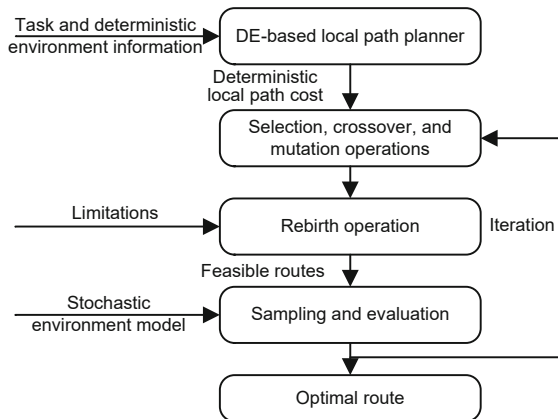 Task and deterministic
environment information
DE-based local path planner
Deterministic
local path cost
Selection, crossover, and
mutation operations
Limitations
Rebirth operation
Iteration
Feasible routes
Stochastic
environment model
Sampling and evaluation
Optimal route